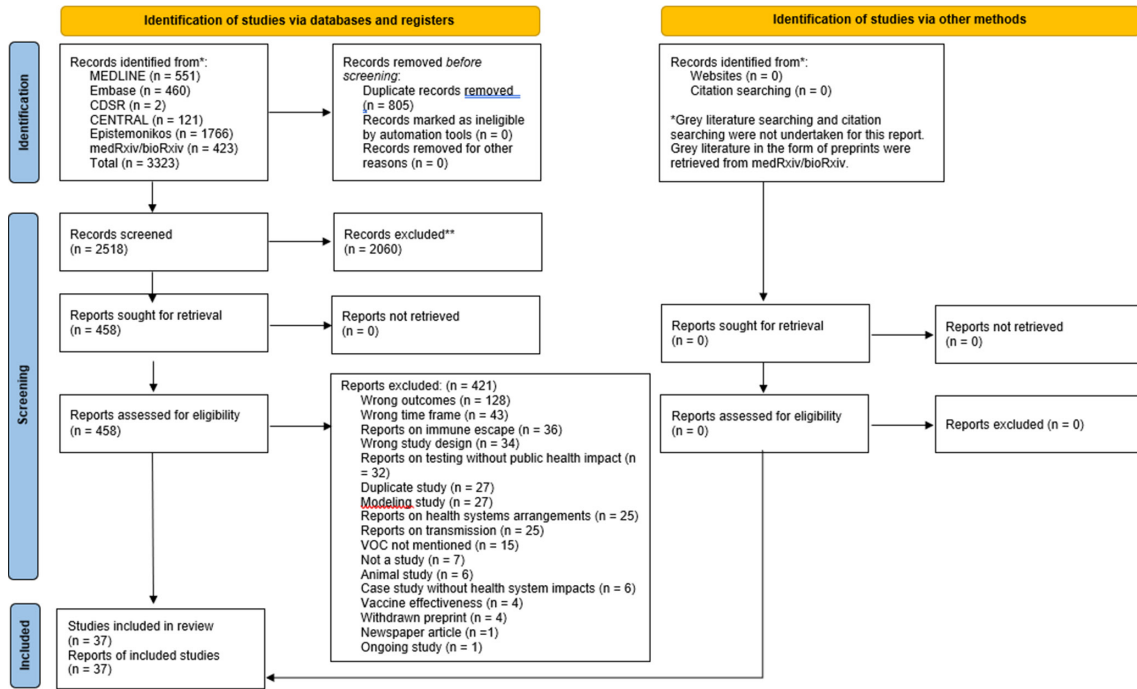 Identification of studies via databases and registers
Identification of studies via other methods
Identification
Records identified from*:
MEDLINE (n = 551)
Embase (n = 460)
CDSR (n = 2)
CENTRAL (n = 121)
Epistemonikos (n = 1766)
medRxiv/bioRxiv (n = 423)
Total (n = 3323)
Records removed before
screening:
Duplicate records removed
(n = 805)
Records marked as ineligible
by automation tools (n = 0)
Records removed for other
reasons (n = 0)
Records identified from*:
Websites (n = 0)
Citation searching (n = 0)
*Grey literature searching and citation
searching were not undertaken for this report.
Grey literature in the form of preprints were
retrieved from medRxiv/bioRxiv.
Screening
Records screened
(n = 2518)
Records excluded**
(n = 2060)
Reports sought for retrieval
(n = 458)
Reports not retrieved
(n = 0)
Reports sought for retrieval
(n = 0)
Reports not retrieved
(n = 0)
Reports assessed for eligibility
(n = 458)
Reports excluded: (n = 421)
Wrong outcomes (n = 128)
Wrong time frame (n = 43)
Reports on immune escape (n = 36)
Wrong study design (n = 34)
Reports on testing without public health impact (n
= 32)
Duplicate study (n = 27)
Modeling study (n = 27)
Reports on health systems arrangements (n = 25)
Reports on transmission (n = 25)
VOC not mentioned (n = 15)
Not a study (n = 7)
Animal study (n = 6)
Case study without health system impacts (n = 6)
Vaccine effectiveness (n = 4)
Withdrawn preprint (n = 4)
Newspaper article (n =1)
Ongoing study (n = 1)
Reports assessed for eligibility
(n = 0)
Reports excluded (n = 0)
Included
Studies included in review
(n = 37)
Reports of included studies
(n = 37)